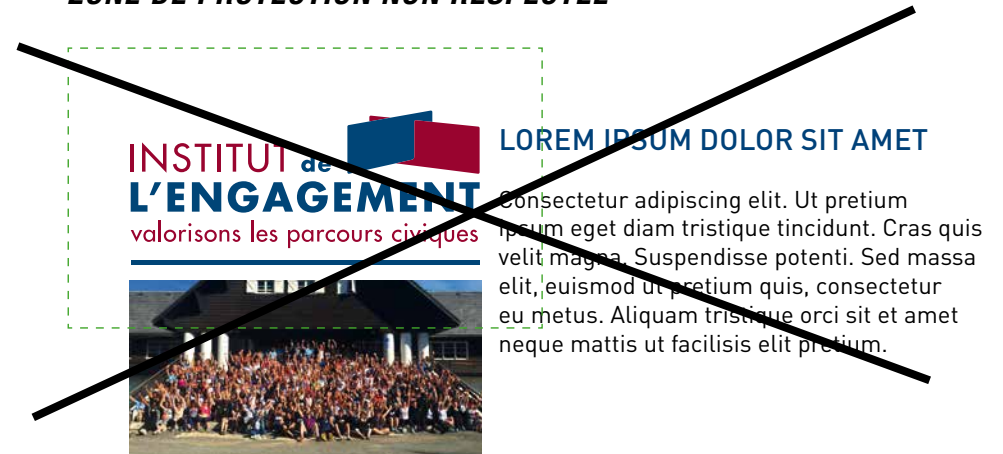 ZONE DE PROTECTION NON RESPECTÉE
INSTITUT de
L'ENGAGEMENT
valorisons les parcours civiques
LOREM IPSUM DOLOR SIT AMET
Consectetur adipiscing elit. Ut pretium
ipsum eget diam tristique tincidunt. Cras quis
velit magna. Suspendisse potenti. Sed massa
elit, euismod ut pretium quis, consectetur
eu metus. Aliquam tristique orci sit et amet
neque mattis ut facilisis elit pretium.